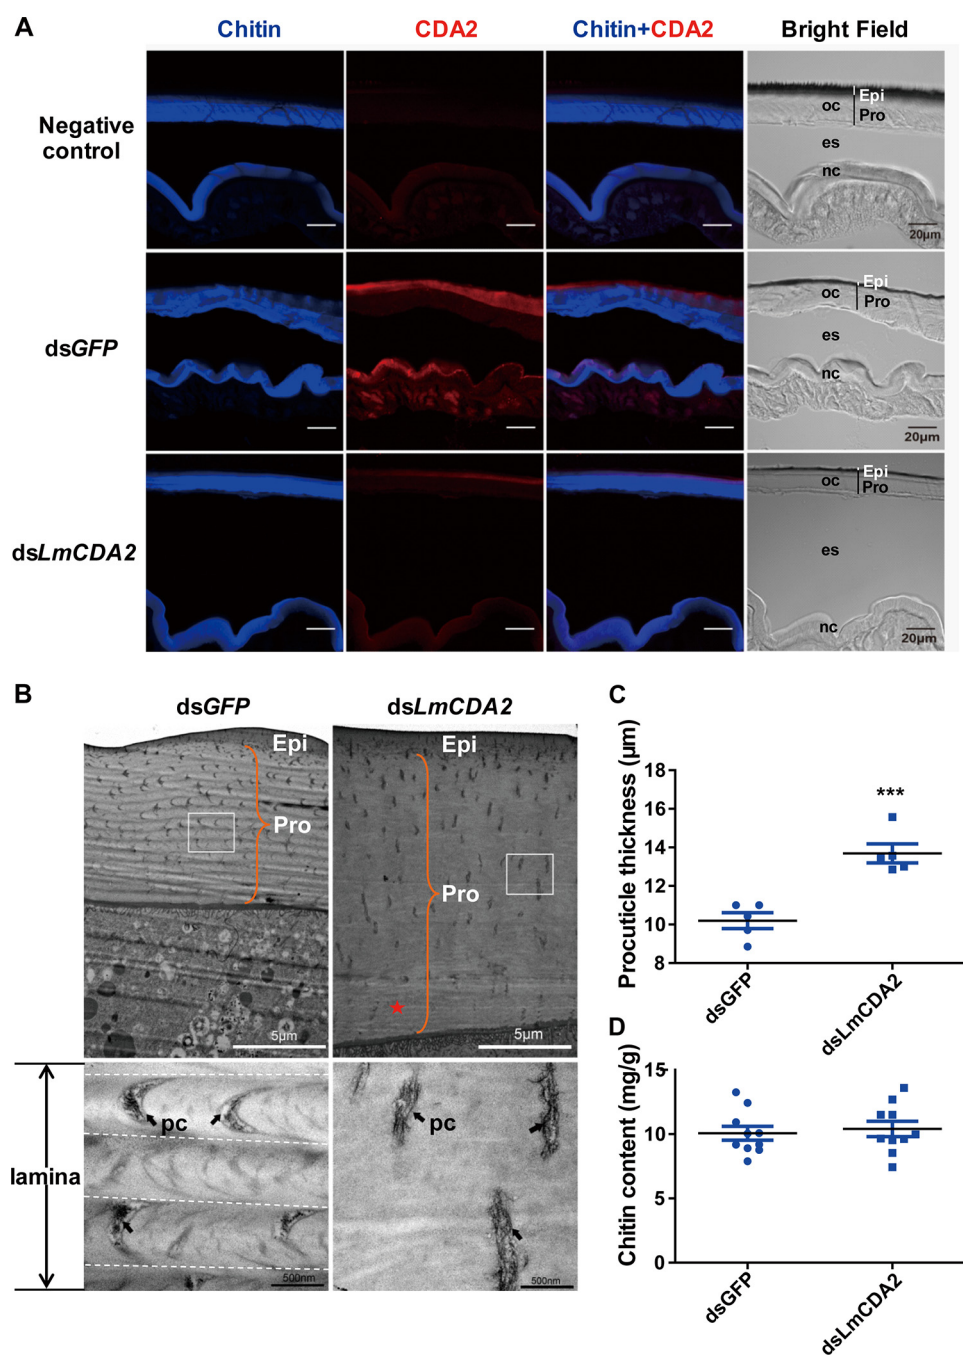 A
Chitin
CDA2
Chitin+CDA2
Bright Field
Negative
control
Epi
oc
Pro
es
nc
20μm
dsGFP
Epi
oc
Pro
es
nc
20μm
dsLmCDA2
Epi
oc
Pro
es
nc
20μm
B
dsGFP
dsLmCDA2
Epi
Pro
5μm
Epi
Pro
5μm
lamina
pc
500nm
pc
500nm
C
Procuticle thickness (μm)
18
16
14
12
10
8
***
dsGFP
dsLmCDA2
D
Chitin content (mg/g)
15
10
5
0
dsGFP
dsLmCDA2